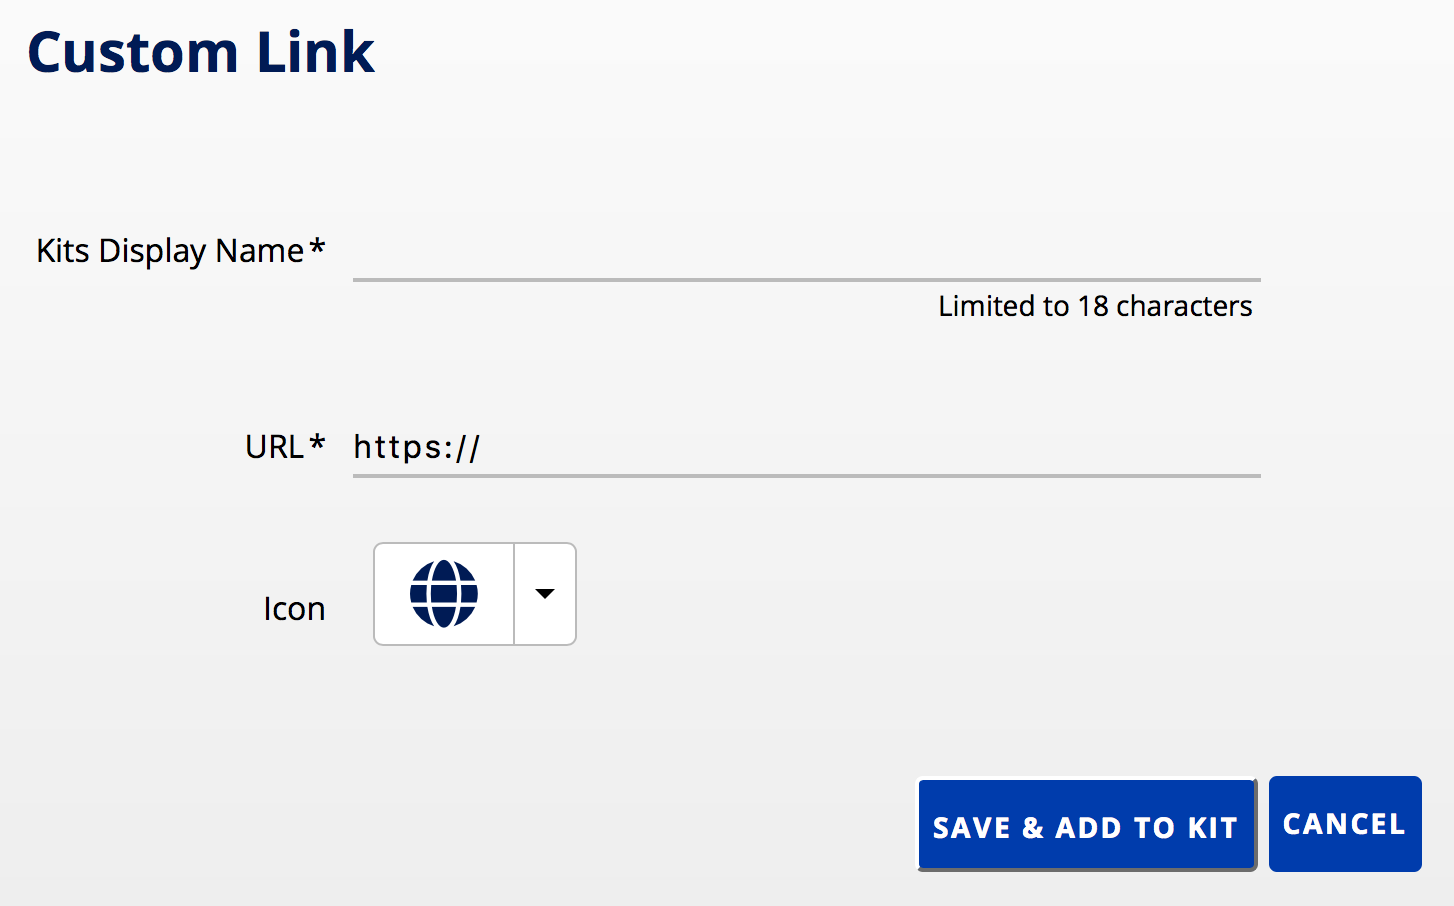 Custom Link
Kits Display Name*
Limited to 18 characters
URL* https://
Icon
SAVE & ADD TO KIT CANCEL